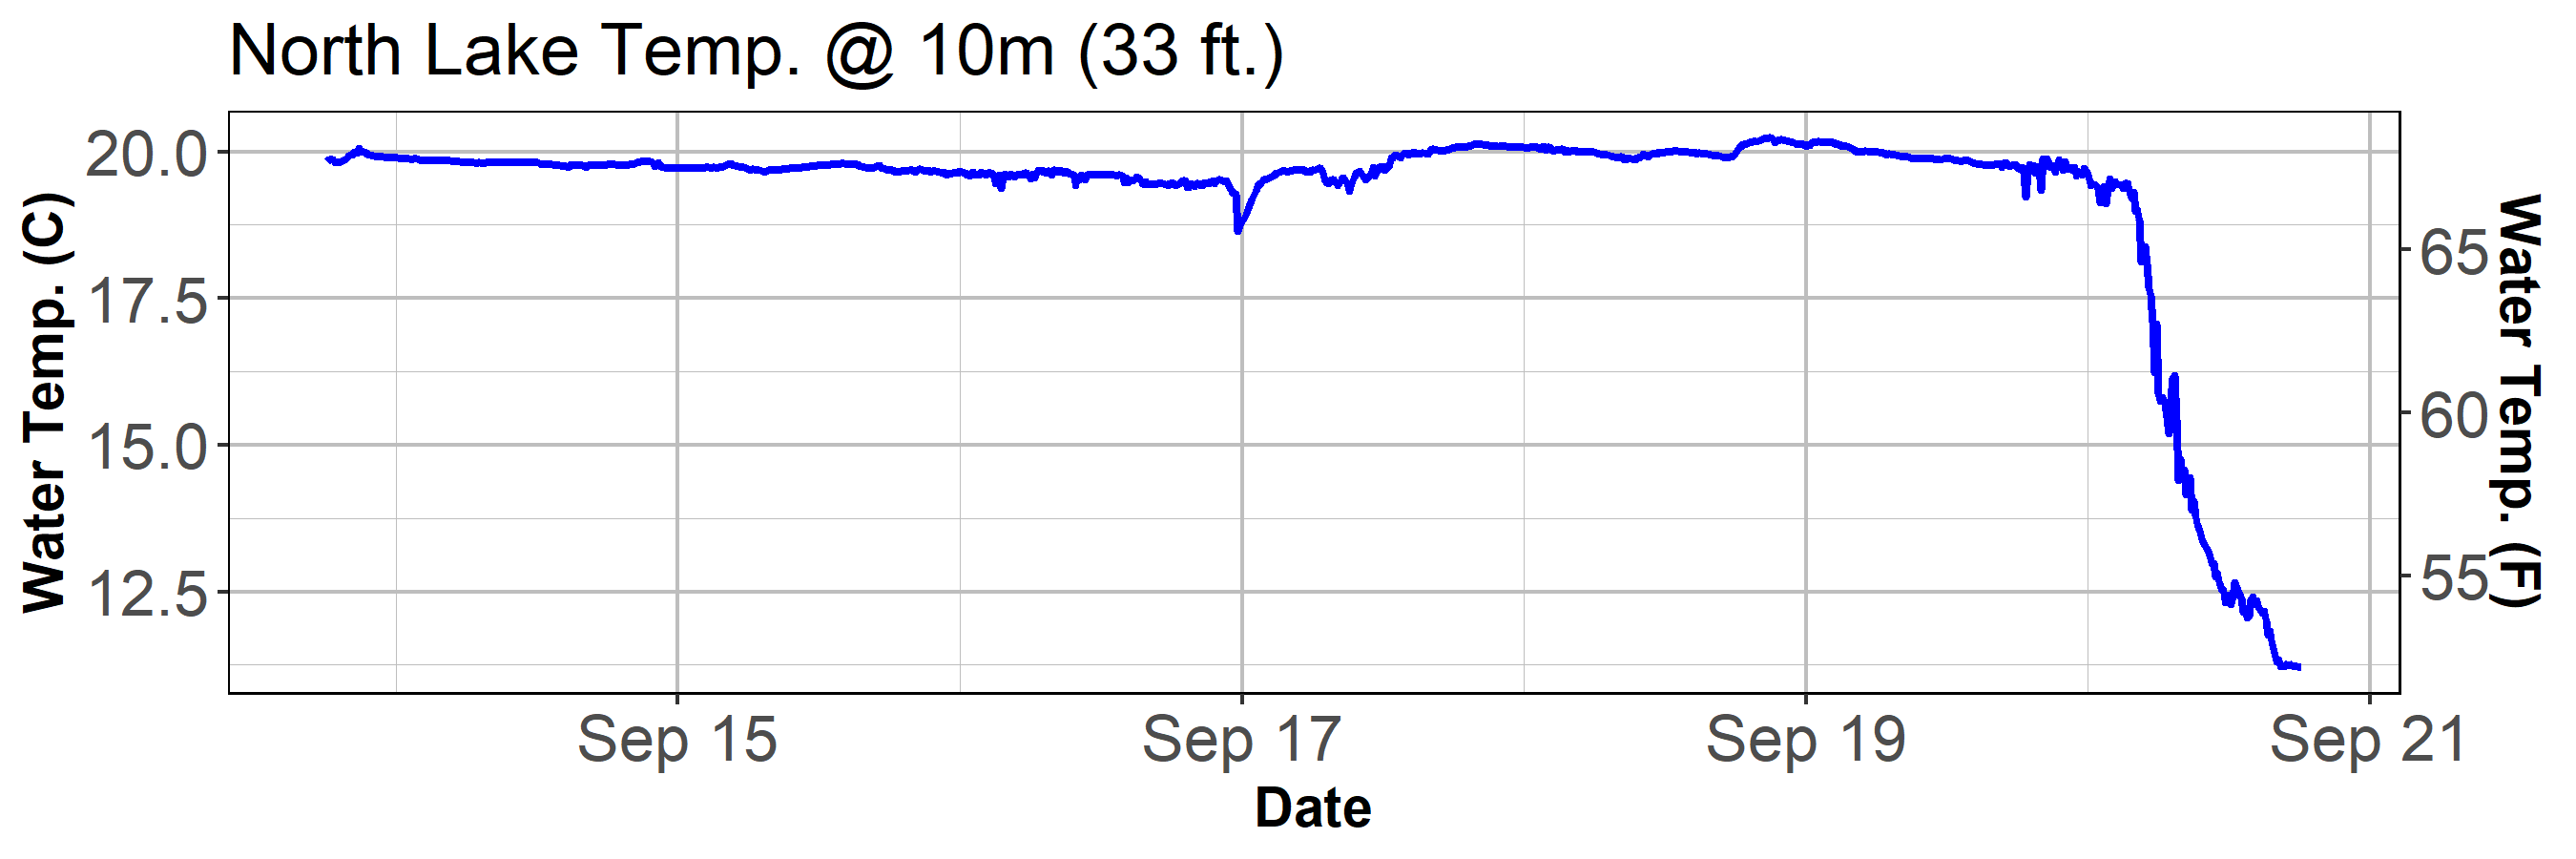 North Lake Temp. @ 10m (33 ft.)
Water Temp. (C)
20.0
17.5
15.0
12.5
65
60
55
Water Temp. (F)
Sep 15 Sep 17 Sep 19 Sep 21
Date